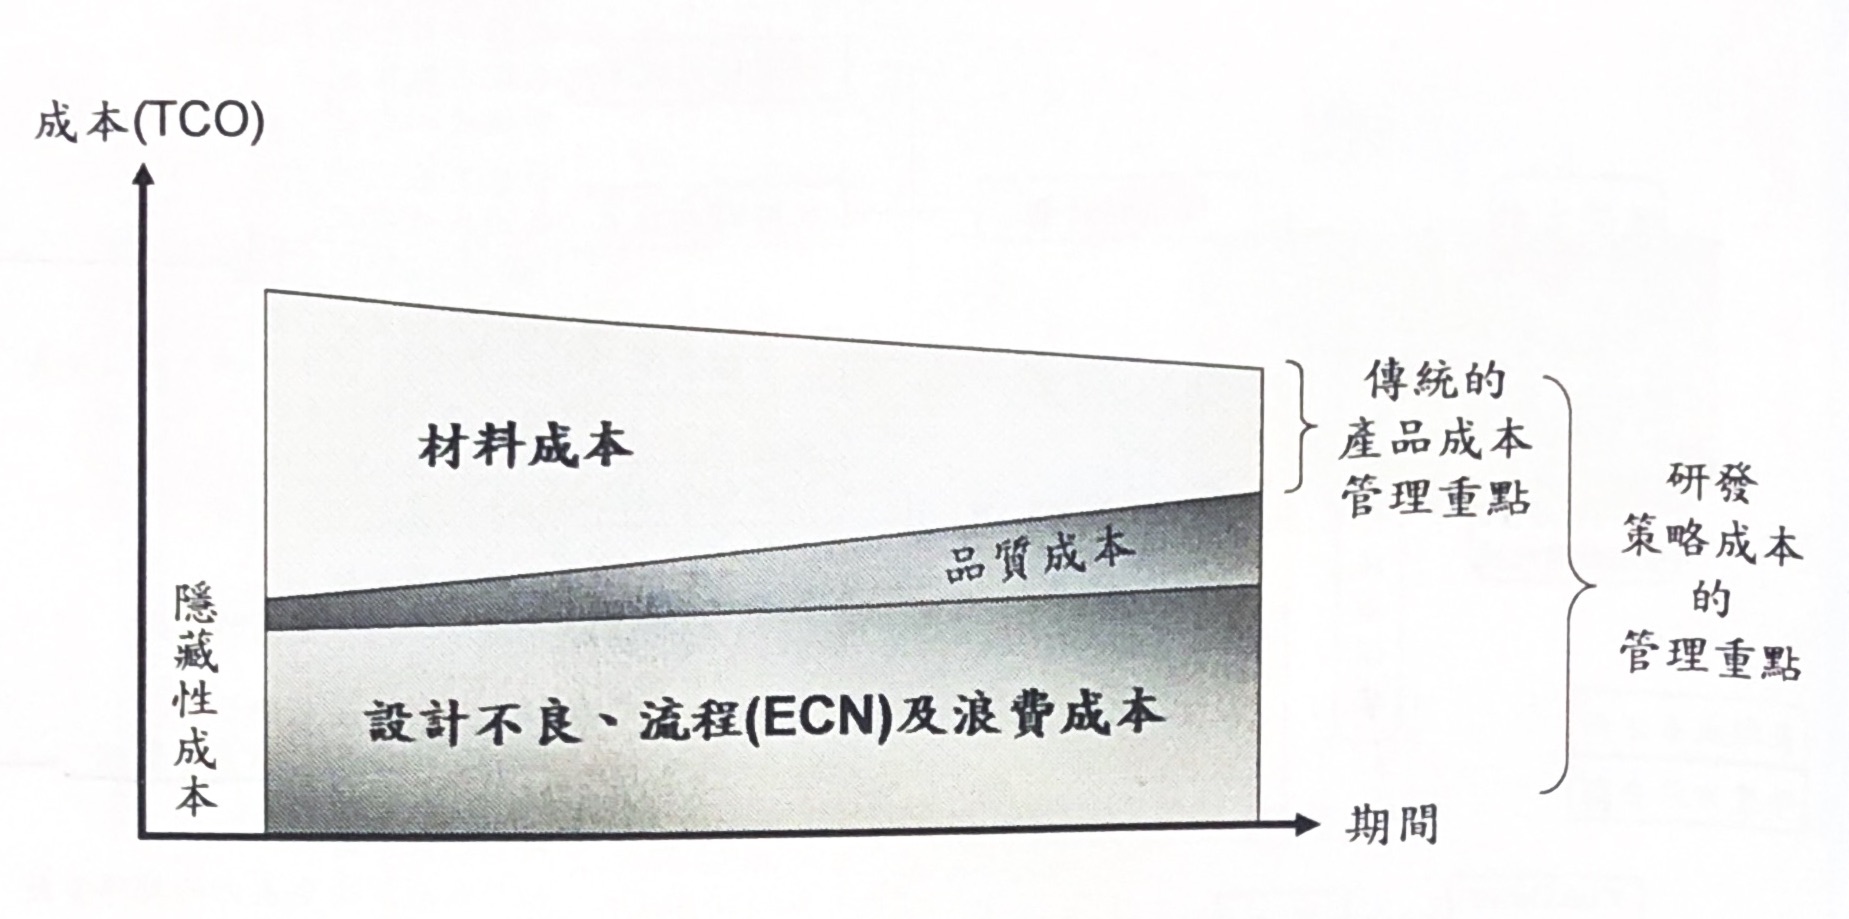 成本(TCO)
材料成本
品質成本
隱藏性成本
設計不良、流程(ECN)及浪費成本
期間
傳統的
產品成本
管理重點
研發
策略成本
的
管理重點